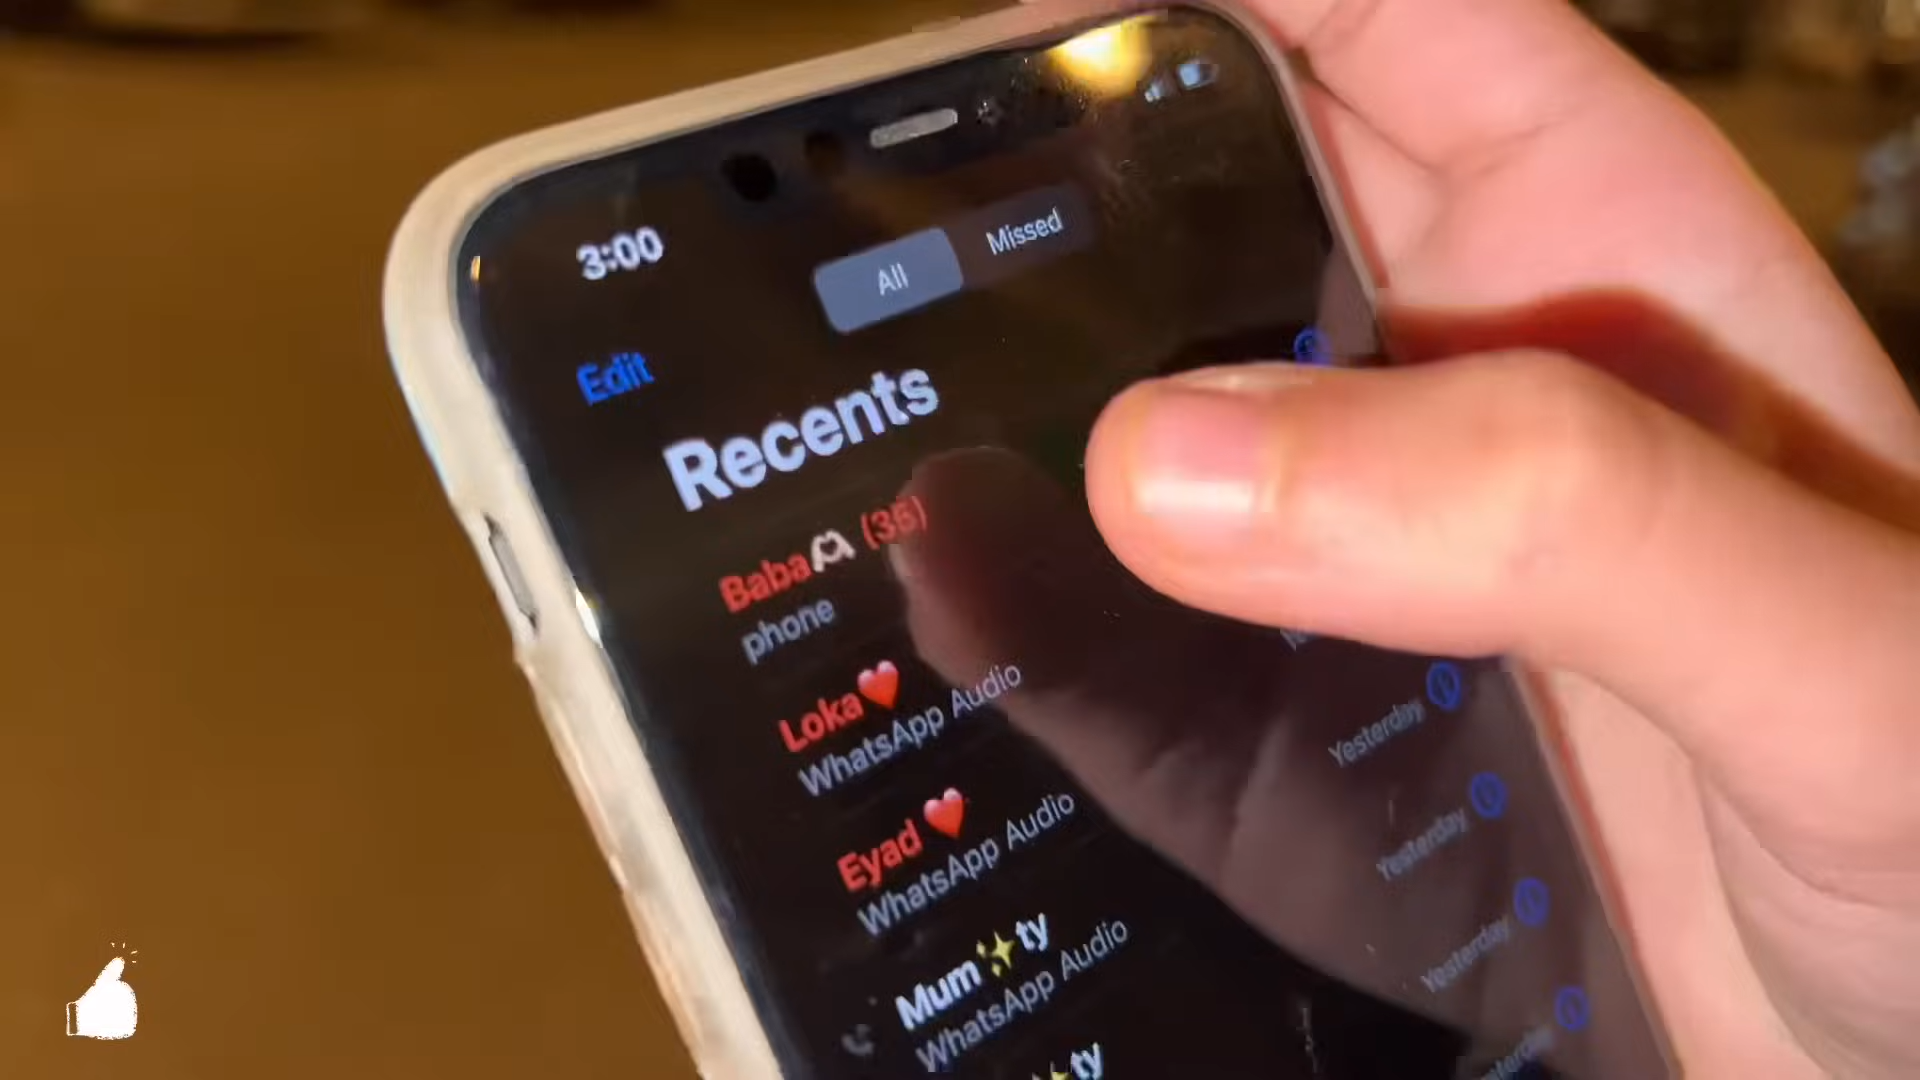 3:00
All
Missed
Edit
Recents
Baba🫶 (35)
phone
Loka❤️
WhatsApp Audio
Yesterday
Eyad ❤️
WhatsApp Audio
Yesterday
Mum✨ty
WhatsApp Audio
Yesterday
ty